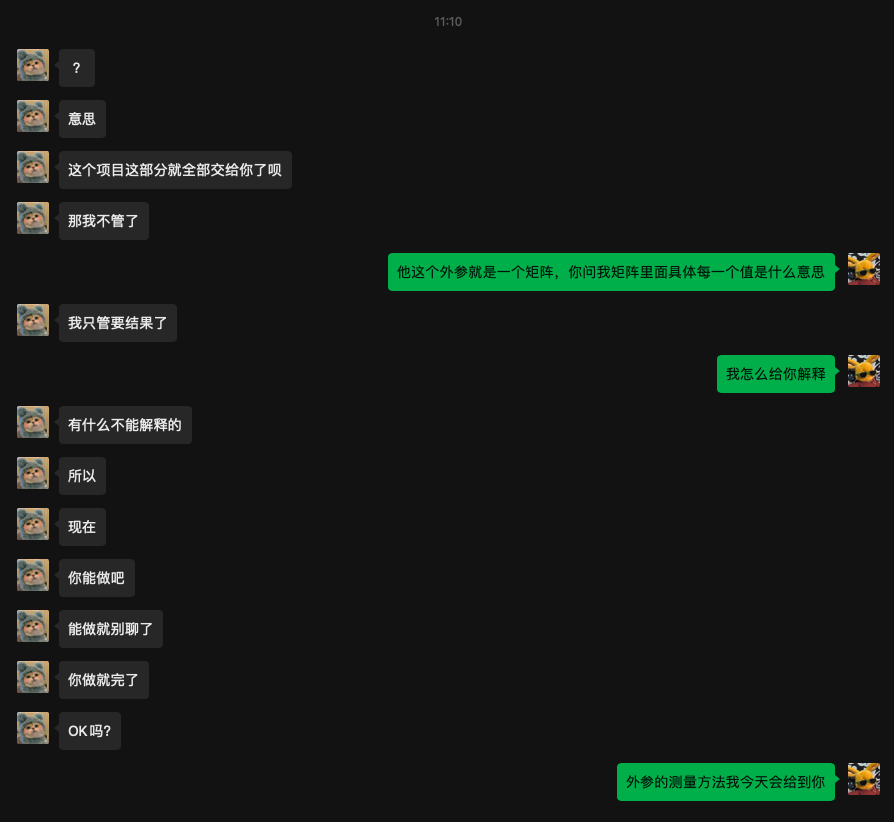 11:10
?
意思
这个项目这部分就全部交给你了呗
那我不管了
他这个外参就是一个矩阵，你问我矩阵里面具体每一个值是什么意思
我只管要结果了
我怎么给你解释
有什么不能解释的
所以
现在
你能做吧
能做就别聊了
你做就完了
OK吗?
外参的测量方法我今天会给到你